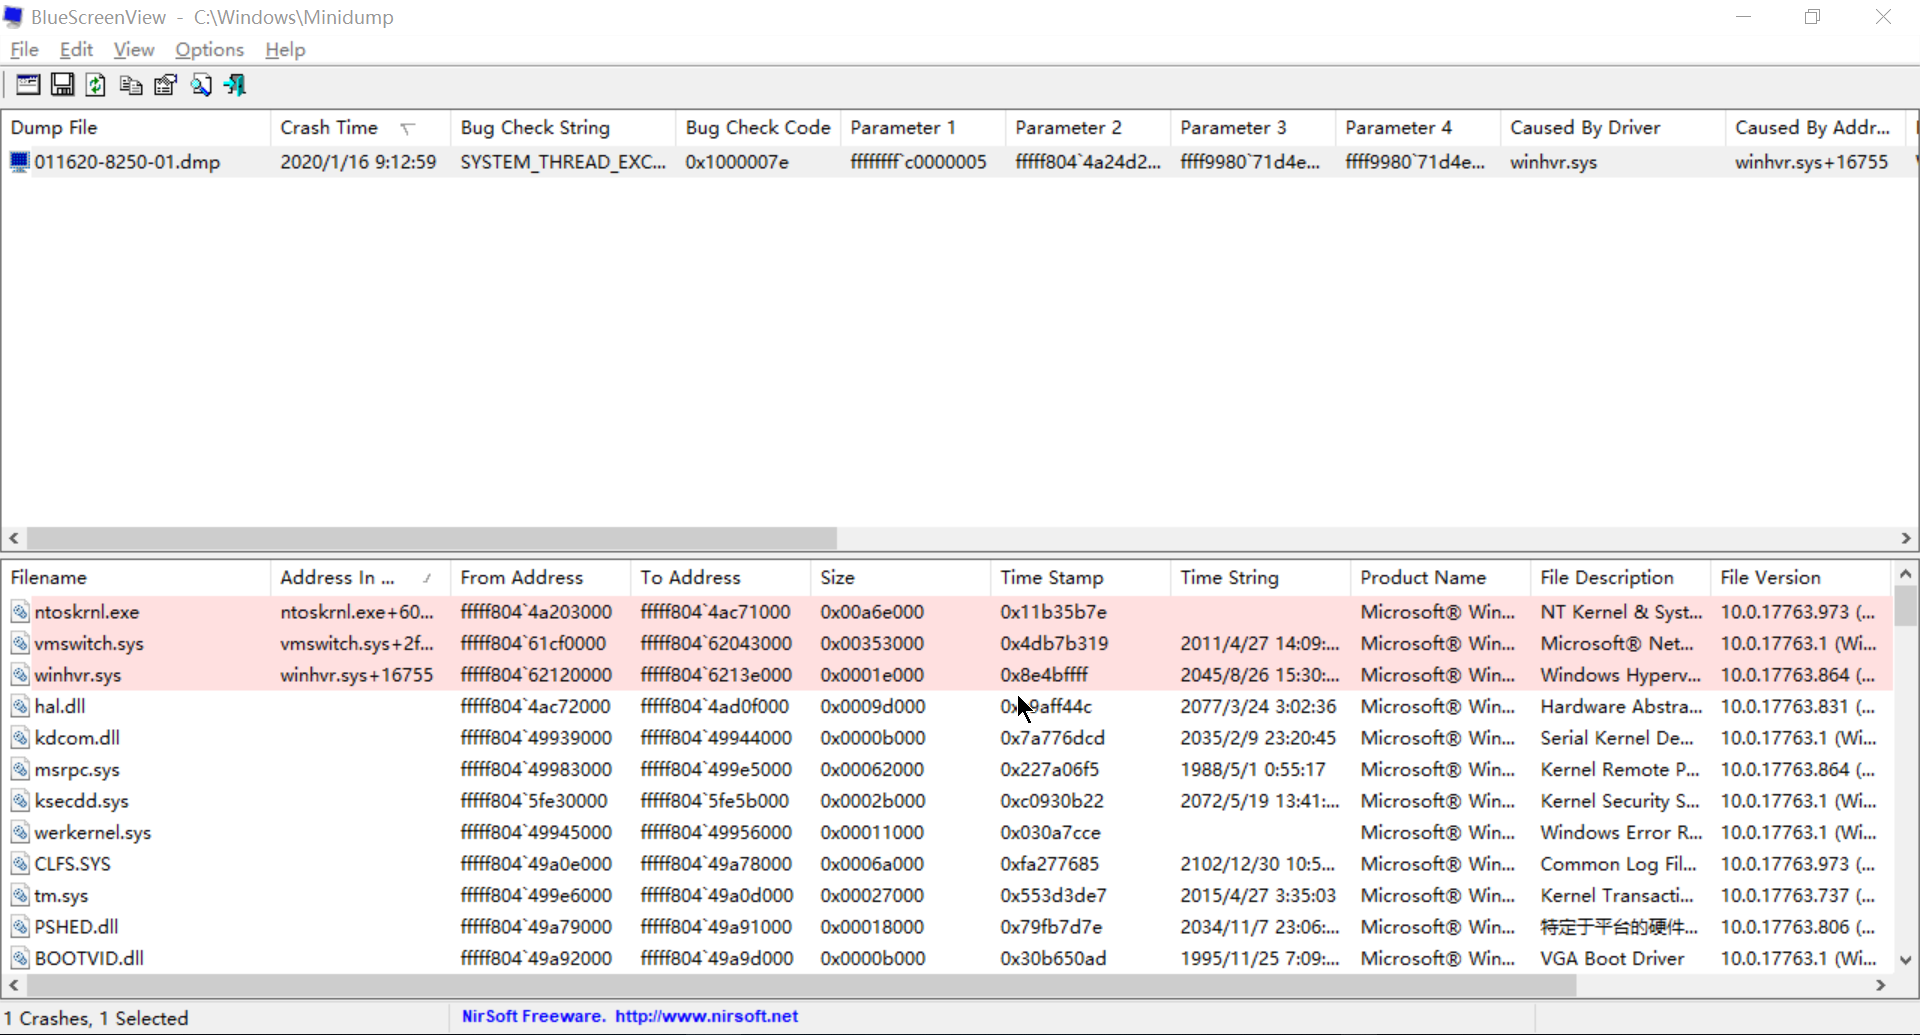 BlueScreenView - C:\Windows\Minidump
File Edit View Options Help
Dump File Crash Time Bug Check String Bug Check Code Parameter 1 Parameter 2 Parameter 3 Parameter 4 Caused By Driver Caused By Addr...
011620-8250-01.dmp 2020/1/16 9:12:59 SYSTEM_THREAD_EXC... 0x1000007e ffffffff`c0000005 fffff804`4a24d2... ffff9980`71d4e... ffff9980`71d4e... winhvr.sys winhvr.sys+16755
Filename Address In ... From Address To Address Size Time Stamp Time String Product Name File Description File Version
ntoskrnl.exe ntoskrnl.exe+60... fffff804`4a203000 fffff804`4ac71000 0x00a6e000 0x11b35b7e Microsoft® Win... NT Kernel & Syst... 10.0.17763.973 (...
vmswitch.sys vmswitch.sys+2f... fffff804`61cf0000 fffff804`62043000 0x00353000 0x4db7b319 2011/4/27 14:09:... Microsoft® Win... Microsoft® Net... 10.0.17763.1 (Wi...
winhvr.sys winhvr.sys+16755 fffff804`62120000 fffff804`6213e000 0x0001e000 0x8e4bffff 2045/8/26 15:30:... Microsoft® Win... Windows Hyperv... 10.0.17763.864 (...
hal.dll fffff804`4ac72000 fffff804`4ad0f000 0x0009d000 2077/3/24 3:02:36 Microsoft® Win... Hardware Abstra... 10.0.17763.831 (...
kdcom.dll fffff804`49939000 fffff804`49944000 0x0000b000 0x7a776dcd 2035/2/9 23:20:45 Microsoft® Win... Serial Kernel De... 10.0.17763.1 (Wi...
msrpc.sys fffff804`49983000 fffff804`499e5000 0x00062000 0x227a06f5 1988/5/1 0:55:17 Microsoft® Win... Kernel Remote P... 10.0.17763.864 (...
ksecdd.sys fffff804`5fe30000 fffff804`5fe5b000 0x0002b000 0xc0930b22 2072/5/19 13:41:... Microsoft® Win... Kernel Security S... 10.0.17763.1 (Wi...
werkernel.sys fffff804`49945000 fffff804`49956000 0x00011000 0x030a7cce Microsoft® Win... Windows Error R... 10.0.17763.1 (Wi...
CLFS.SYS fffff804`49a0e000 fffff804`49a78000 0x0006a000 0xfa277685 2102/12/30 10:5... Microsoft® Win... Common Log Fil... 10.0.17763.973 (...
tm.sys fffff804`499e6000 fffff804`49a0d000 0x00027000 0x553d3de7 2015/4/27 3:35:03 Microsoft® Win... Kernel Transacti... 10.0.17763.737 (...
PSHED.dll fffff804`49a79000 fffff804`49a91000 0x00018000 0x79fb7d7e 2034/11/7 23:06:... Microsoft® Win... 特定于平台的硬件... 10.0.17763.806 (...
BOOTVID.dll fffff804`49a92000 fffff804`49a9d000 0x0000b000 0x30b650ad 1995/11/25 7:09:... Microsoft® Win... VGA Boot Driver 10.0.17763.1 (Wi...
1 Crashes, 1 Selected NirSoft Freeware. http://www.nirsoft.net